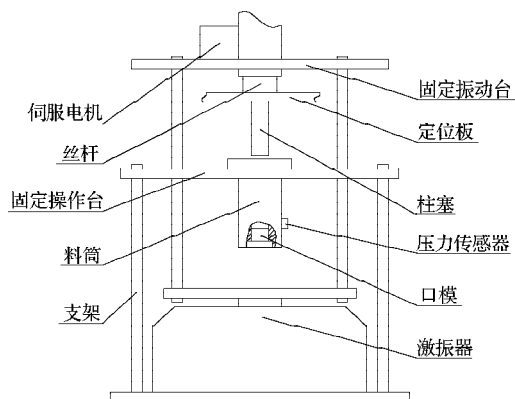 固定振动台
伺服电机
定位板
丝杆
固定操作台
柱塞
压力传感器
料筒
口模
支架
激振器